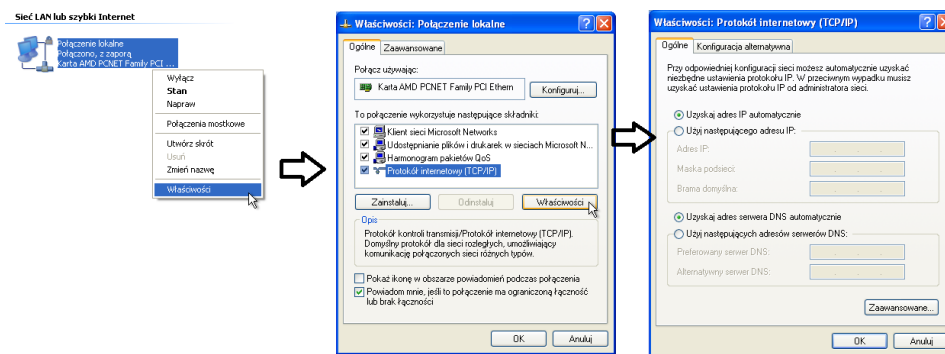 Sieć LAN lub szybki Internet
Połączenie lokalne
Połączono, z zaporą
Karta AMD PCNET Family PCI ...
Wyłącz
Stan
Napraw
Połączenia mostkowe
Utwórz skrót
Usuń
Zmień nazwę
Właściwości
Właściwości: Połączenie lokalne
Ogólne
Zaawansowane
Połącz używając:
Karta AMD PCNET Family PCI Ethern
Konfiguruj...
To połączenie wykorzystuje następujące składniki:
Klient sieci Microsoft Networks
Udostępnianie plików i drukarek w sieciach Microsoft N...
Harmonogram pakietów QoS
Protokół internetowy (TCP/IP)
Zainstaluj...
Odinstaluj
Właściwości
Opis
Protokół kontroli transmisji/Protokół internetowy (TCP/IP).
Domyślny protokół dla sieci rozległych, umożliwiający
komunikację połączonych sieci różnych typów.
Pokaż ikonę w obszarze powiadomień podczas połączenia
Powiadom mnie, jeśli to połączenie ma ograniczoną łączność
lub brak łączności
OK
Anuluj
Właściwości: Protokół internetowy (TCP/IP)
Ogólne
Konfiguracja alternatywna
Przy odpowiedniej konfiguracji sieci możesz automatycznie uzyskać
niezbędne ustawienia protokołu IP. W przeciwnym wypadku musisz
uzyskać ustawienia protokołu IP od administratora sieci.
Uzyskaj adres IP automatycznie
Użyj następującego adresu IP:
Adres IP:
Maska podsieci:
Brama domyślna:
Uzyskaj adres serwera DNS automatycznie
Użyj następujących adresów serwerów DNS:
Preferowany serwer DNS:
Alternatywny serwer DNS:
Zaawansowane...
OK
Anuluj